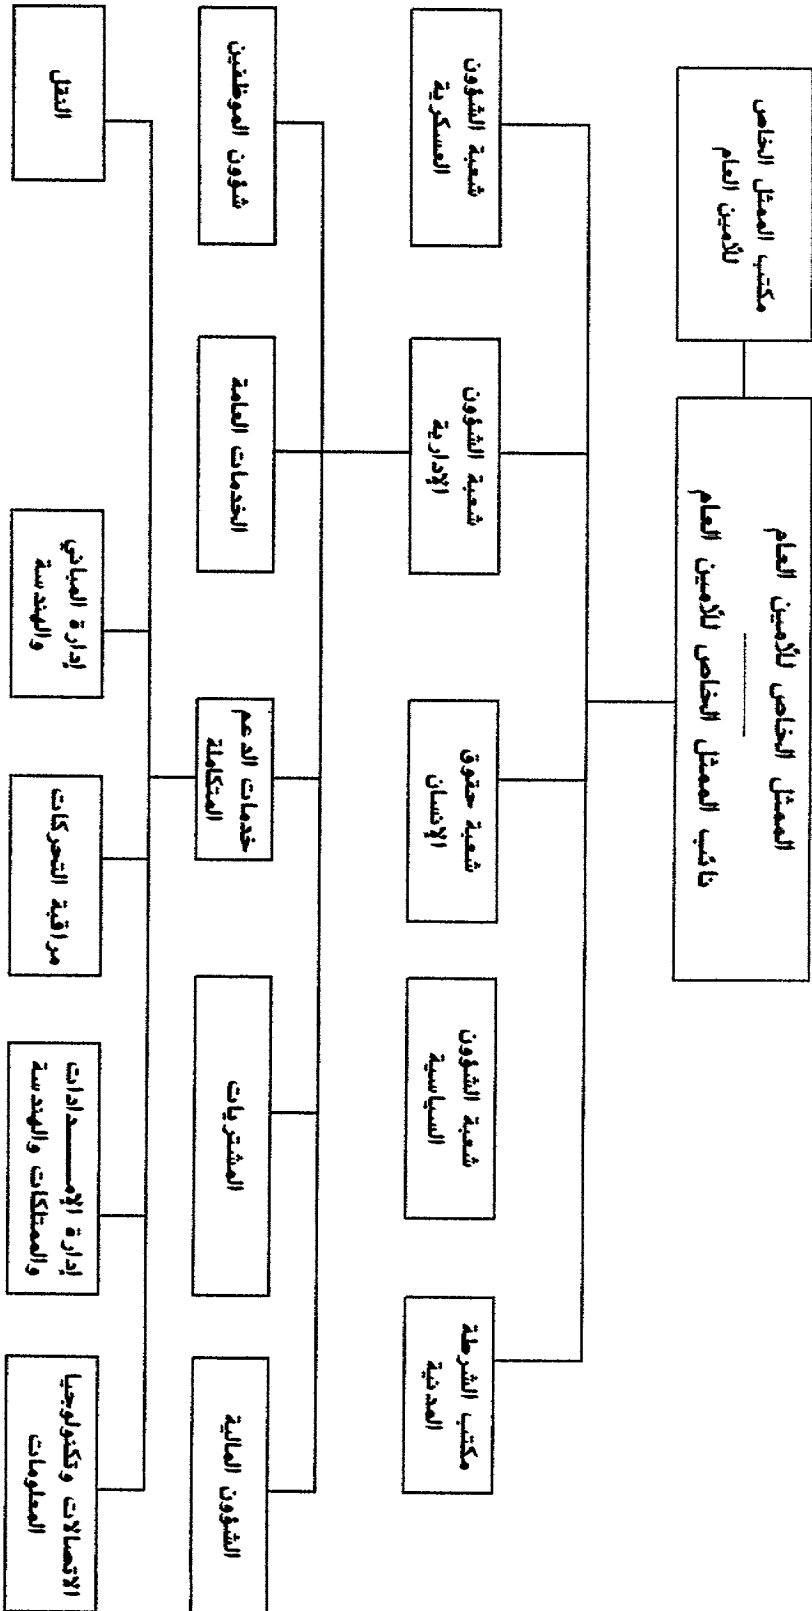 الممثل الخاص للأمين العام
نائب الممثل الخاص للأمين العام
مكتب الممثل الخاص
للأمين العام
مكتب الشرطة
المدنية
شعبة الشؤون
السياسية
شعبة حقوق
الإنسان
شعبة الشؤون
الإدارية
شعبة الشؤون
العسكرية
الشؤون المالية
المشتريات
خدمات الدعم
المتكاملة
الخدمات العامة
شؤون الموظفين
الاتصالات وتكنولوجيا
المعلومات
إدارة الإمـــدادات
والممتلكات والهندسة
مراقبة التحركات
إدارة المباني
والهندسة
النقل